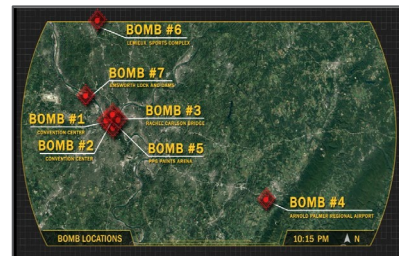 BOMB #6
LEMIEUX SPORTS COMPLEX
BOMB #7
EMSWORTH LOCK AND DAMS
BOMB #1
CONVENTION CENTER
BOMB #3
RACHEL CARLSON BRIDGE
BOMB #2
CONVENTION CENTER
BOMB #5
PPG PAINTS ARENA
BOMB #4
ARNOLD PALMER REGIONAL AIRPORT
BOMB LOCATIONS
10:15 PM N